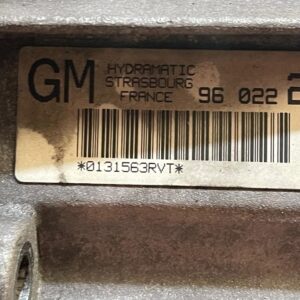 GM HYDRAMATIC
STRASBOURG
FRANCE 96 022
*0131563RVT*